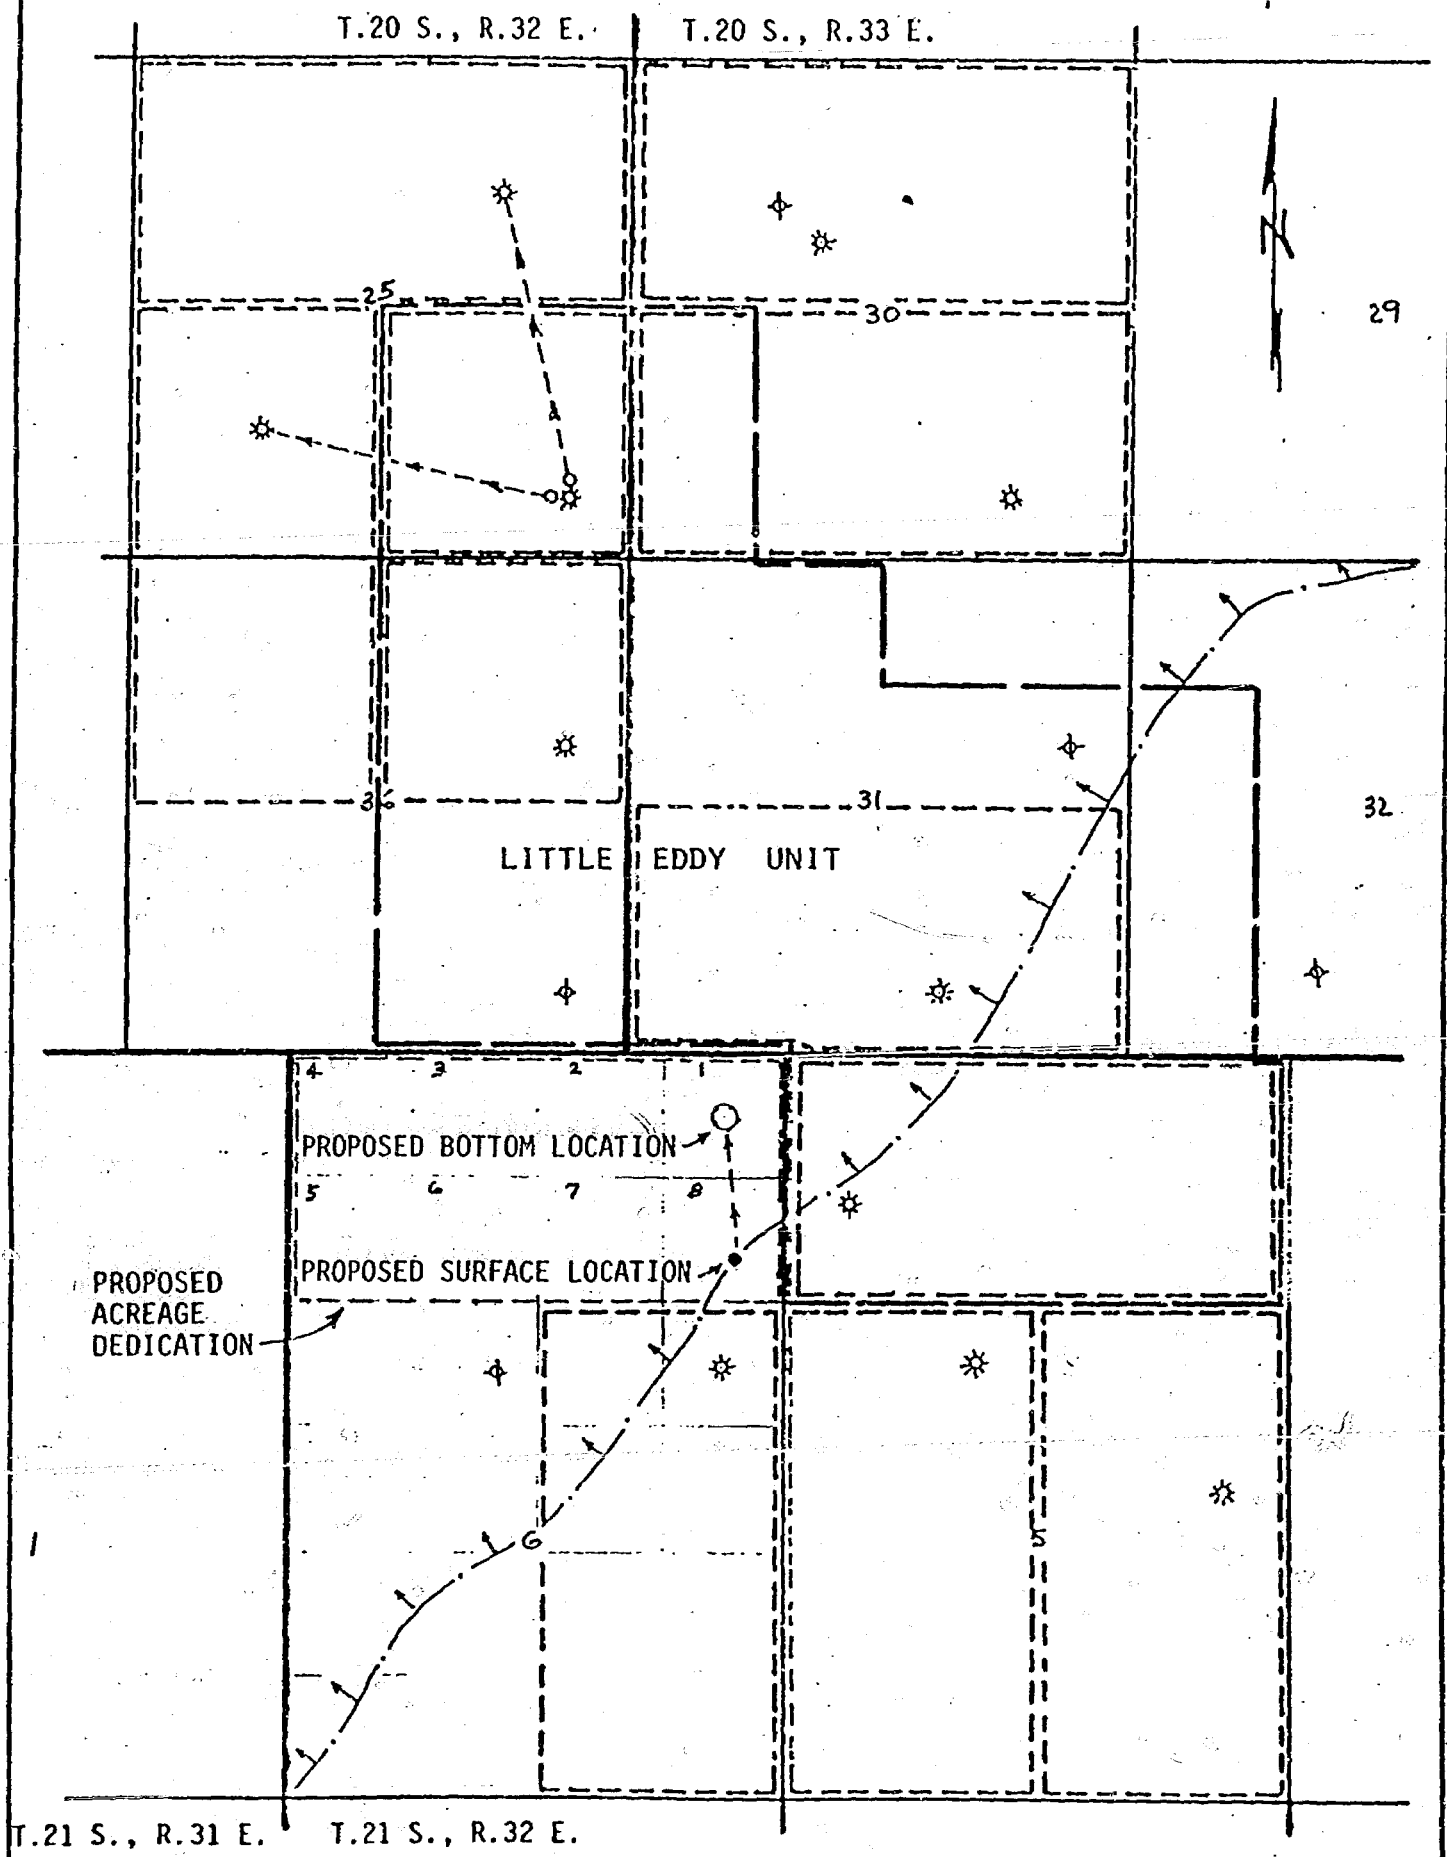 T.20 S., R.32 E. T.20 S., R.33 E.
N
25
30
29
36
31
32
LITTLE EDDY UNIT
4 3 2 1
PROPOSED BOTTOM LOCATION
5 6 7 8
PROPOSED SURFACE LOCATION
PROPOSED
ACREAGE
DEDICATION
1
6
5
T.21 S., R.31 E. T.21 S., R.32 E.